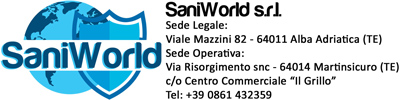 SaniWorld
SaniWorld s.r.l.
Sede Legale:
Viale Mazzini 82 - 64011 Alba Adriatica (TE)
Sede Operativa:
Via Risorgimento snc - 64014 Martinsicuro (TE)
c/o Centro Commerciale “Il Grillo”
Tel: +39 0861 432359